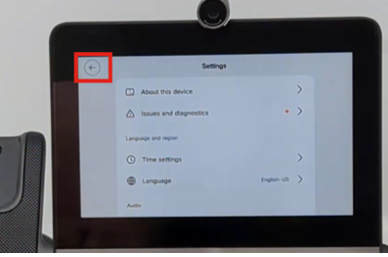 Settings
About this device
Issues and diagnostics
Language and region
Time settings
Language English-US
Audio